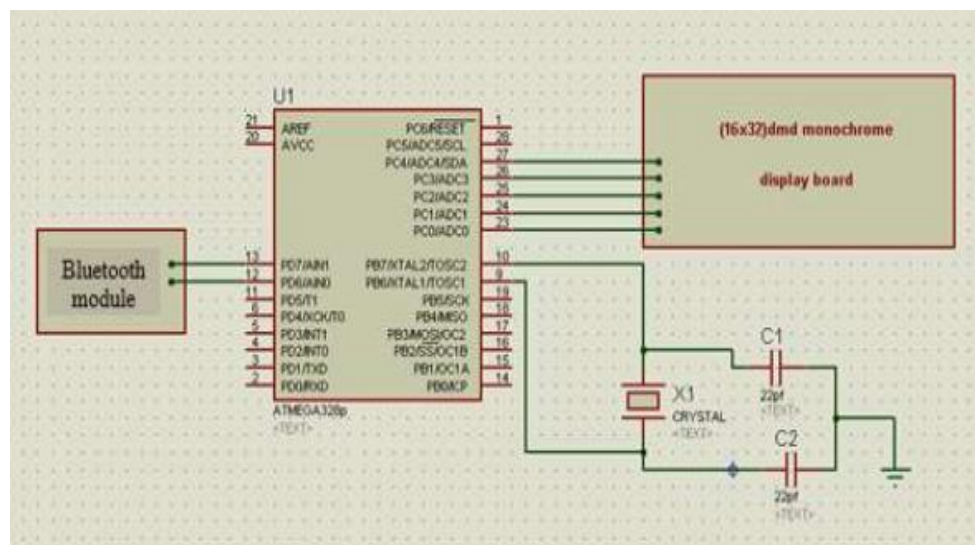 U1
21 AREF
20 AVCC
PC6/RESET 1
PC5/ADC5/SCL 28
PC4/ADC4/SDA 27
PC3/ADC3 26
PC2/ADC2 25
PC1/ADC1 24
PC0/ADC0 23
13 PD7/AIN1
12 PD6/AIN0
11 PD5/T1
6 PD4/XCK/T0
5 PD3/INT1
4 PD2/INT0
3 PD1/TXD
2 PD0/RXD
PB7/XTAL2/TOSC2 10
PB6/XTAL1/TOSC1 9
PB5/SCK 19
PB4/MISO 18
PB3/MOSI/OC2 17
PB2/SS/OC1B 16
PB1/OC1A 15
PB0/ICP 14
ATMEGA328p
<TEXT>
Bluetooth
module
(16x32)dmd monochrome
display board
X1
CRYSTAL
<TEXT>
C1
22pf
<TEXT>
C2
22pf
<TEXT>